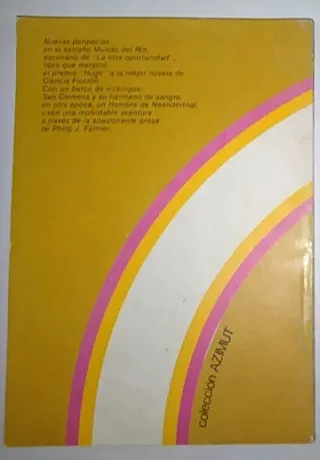 Nuevas peripecias
en el extraño Mundo del Río,
escenario de "La otra oportunidad",
libro que mereció
el premio "Hugo" a la mejor novela de
Ciencia Ficción.
Con un barco de vickingos,
Sam Clemens y su hermano de sangre
en otra época, un Hombre de Neanderthal,
viven una inolvidable aventura
a través de la apasionante prosa
de Philip J. Farmer.
colección AZIMUT